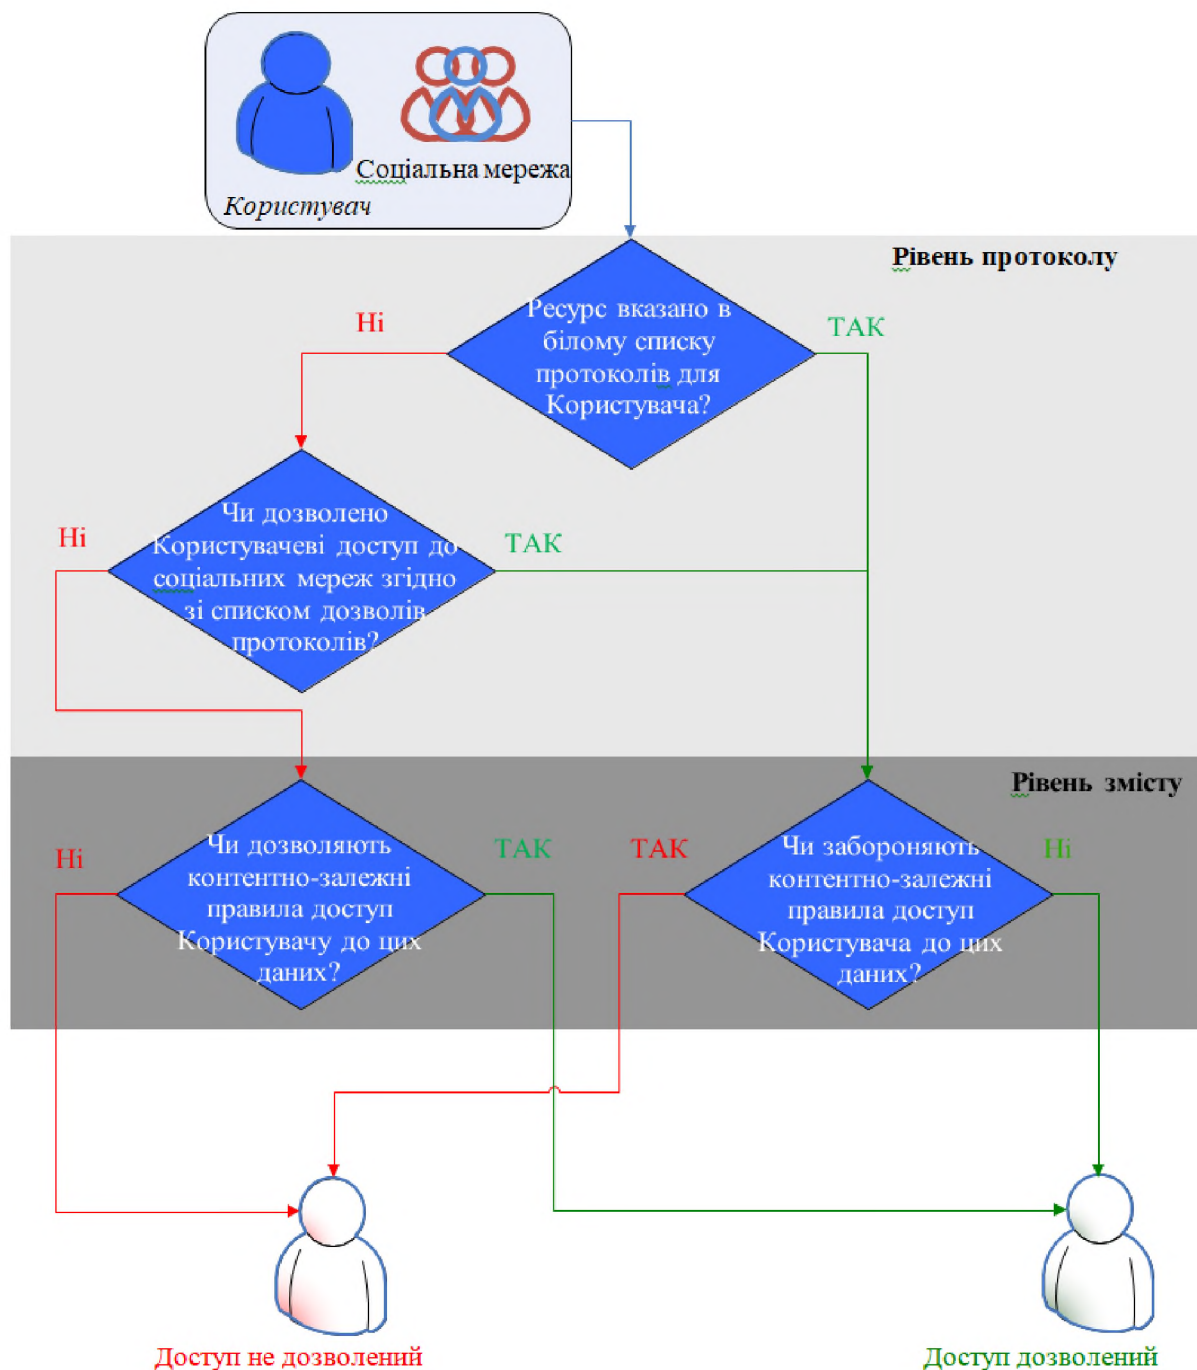 Соціальна мережа
Користувач
Рівень протоколу
Ресурс вказано в
білому списку
протоколів для
Користувача?
Ні
ТАК
Чи дозволено
Користувачеві доступ до
соціальних мереж згідно
зі списком дозволів
протоколів?
Ні
ТАК
Рівень змісту
Чи дозволяють
контентно-залежні
правила доступ
Користувачу до цих
даних?
Ні
ТАК
ТАК
Чи забороняють
контентно-залежні
правила доступ
Користувача до цих
даних?
Ні
Доступ не дозволений
Доступ дозволений